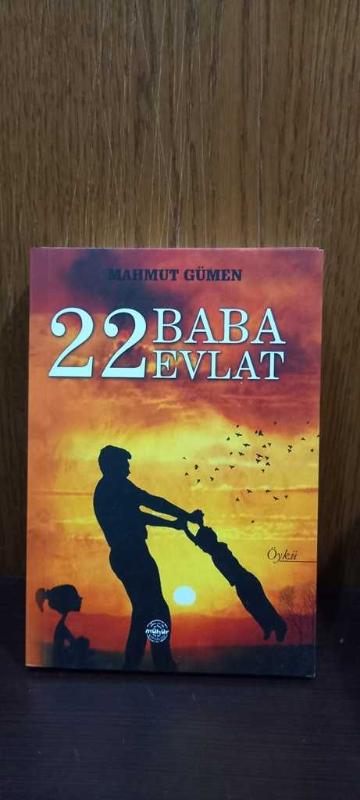 MAHMUT GÜMEN
22 BABA
EVLAT
Öykü